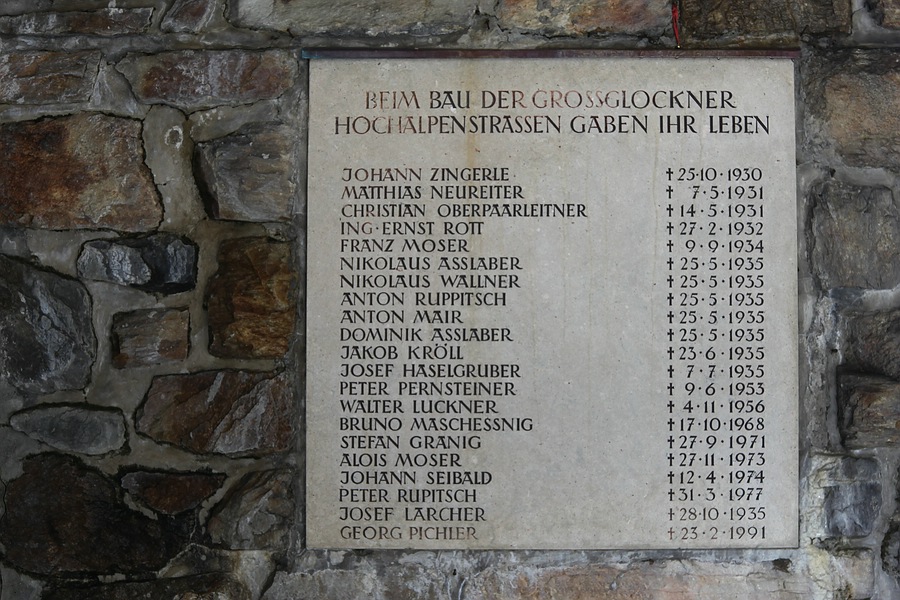 BEIM BAU DER GROSSGLOCKNER
HOCHALPENSTRASSEN GABEN IHR LEBEN
JOHANN ZINGERLE †25·10·1930
MATTHIAS NEUREITER † 7·5·1931
CHRISTIAN OBERPAARLEITNER †14·5·1931
ING·ERNST ROTT †27·2·1932
FRANZ MOSER † 9·9·1934
NIKOLAUS ASSLABER †25·5·1935
NIKOLAUS WALLNER †25·5·1935
ANTON RUPPITSCH †25·5·1935
ANTON MAIR †25·5·1935
DOMINIK ASSLABER †25·5·1935
JAKOB KRÖLL †23·6·1935
JOSEF HASELGRUBER † 7·7·1935
PETER PERNSTEINER † 9·6·1953
WALTER LUCKNER † 4·11·1956
BRUNO MASCHESSNIG †17·10·1968
STEFAN GRANIG †27·9·1971
ALOIS MOSER †27·11·1973
JOHANN SEIBALD †12·4·1974
PETER RUPITSCH †31·3·1977
JOSEF LARCHER †28·10·1935
GEORG PICHLER †23·2·1991